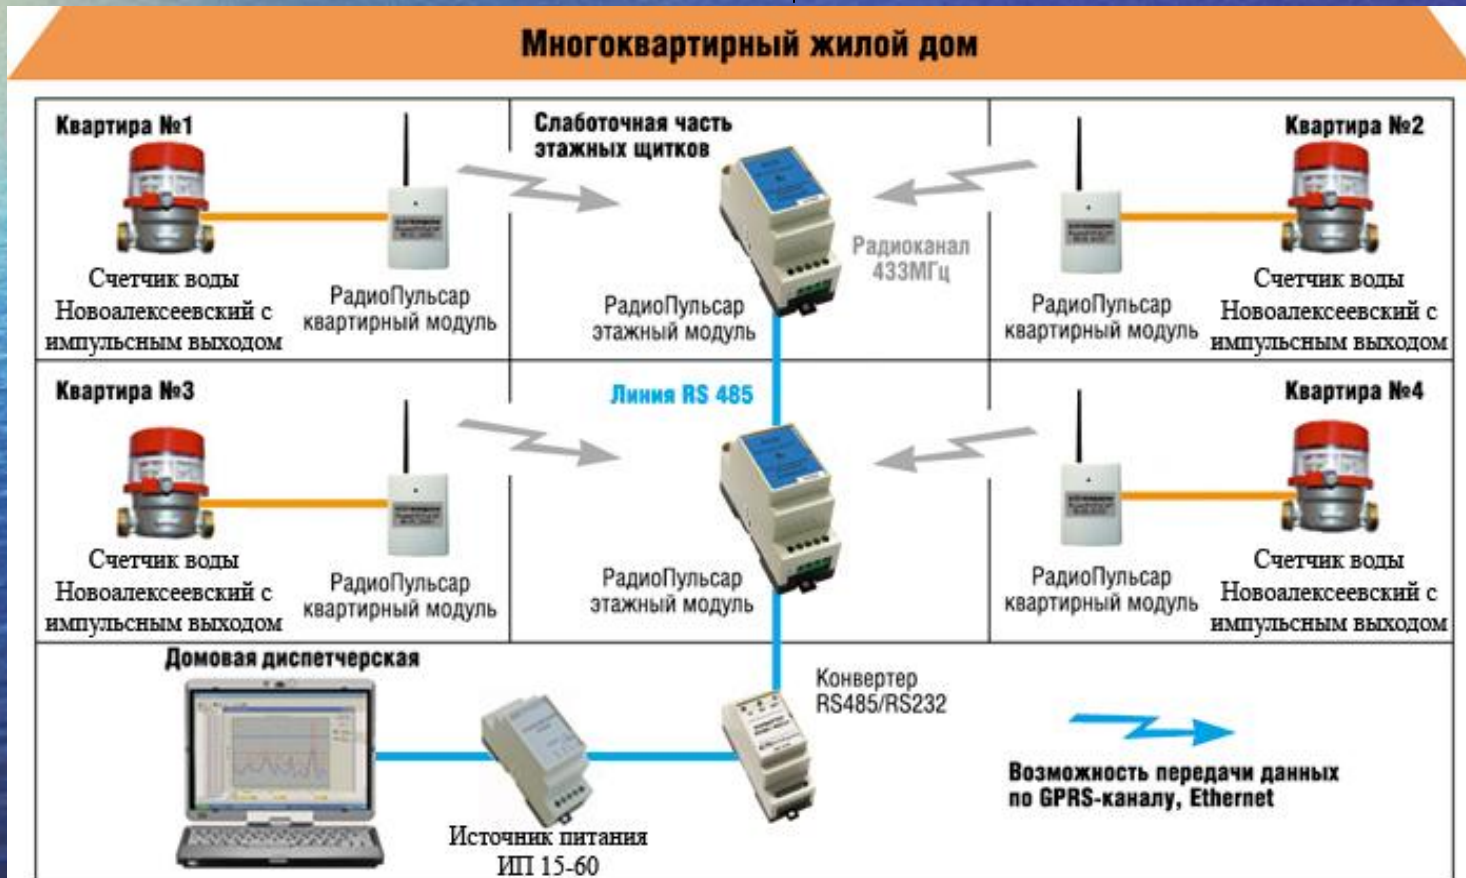 Многоквартирный жилой дом
Квартира №1
Счетчик воды
Новоалексеевский с
импульсным выходом
РадиоПульсар
квартирный модуль
Слаботочная часть
этажных щитков
РадиоПульсар
этажный модуль
Радиоканал
433МГц
Квартира №2
РадиоПульсар
квартирный модуль
Счетчик воды
Новоалексеевский с
импульсным выходом
Квартира №3
Счетчик воды
Новоалексеевский с
импульсным выходом
РадиоПульсар
квартирный модуль
Линия RS 485
РадиоПульсар
этажный модуль
Квартира №4
РадиоПульсар
квартирный модуль
Счетчик воды
Новоалексеевский с
импульсным выходом
Домовая диспетчерская
Источник питания
ИП 15-60
Конвертер
RS485/RS232
Возможность передачи данных
по GPRS-каналу, Ethernet